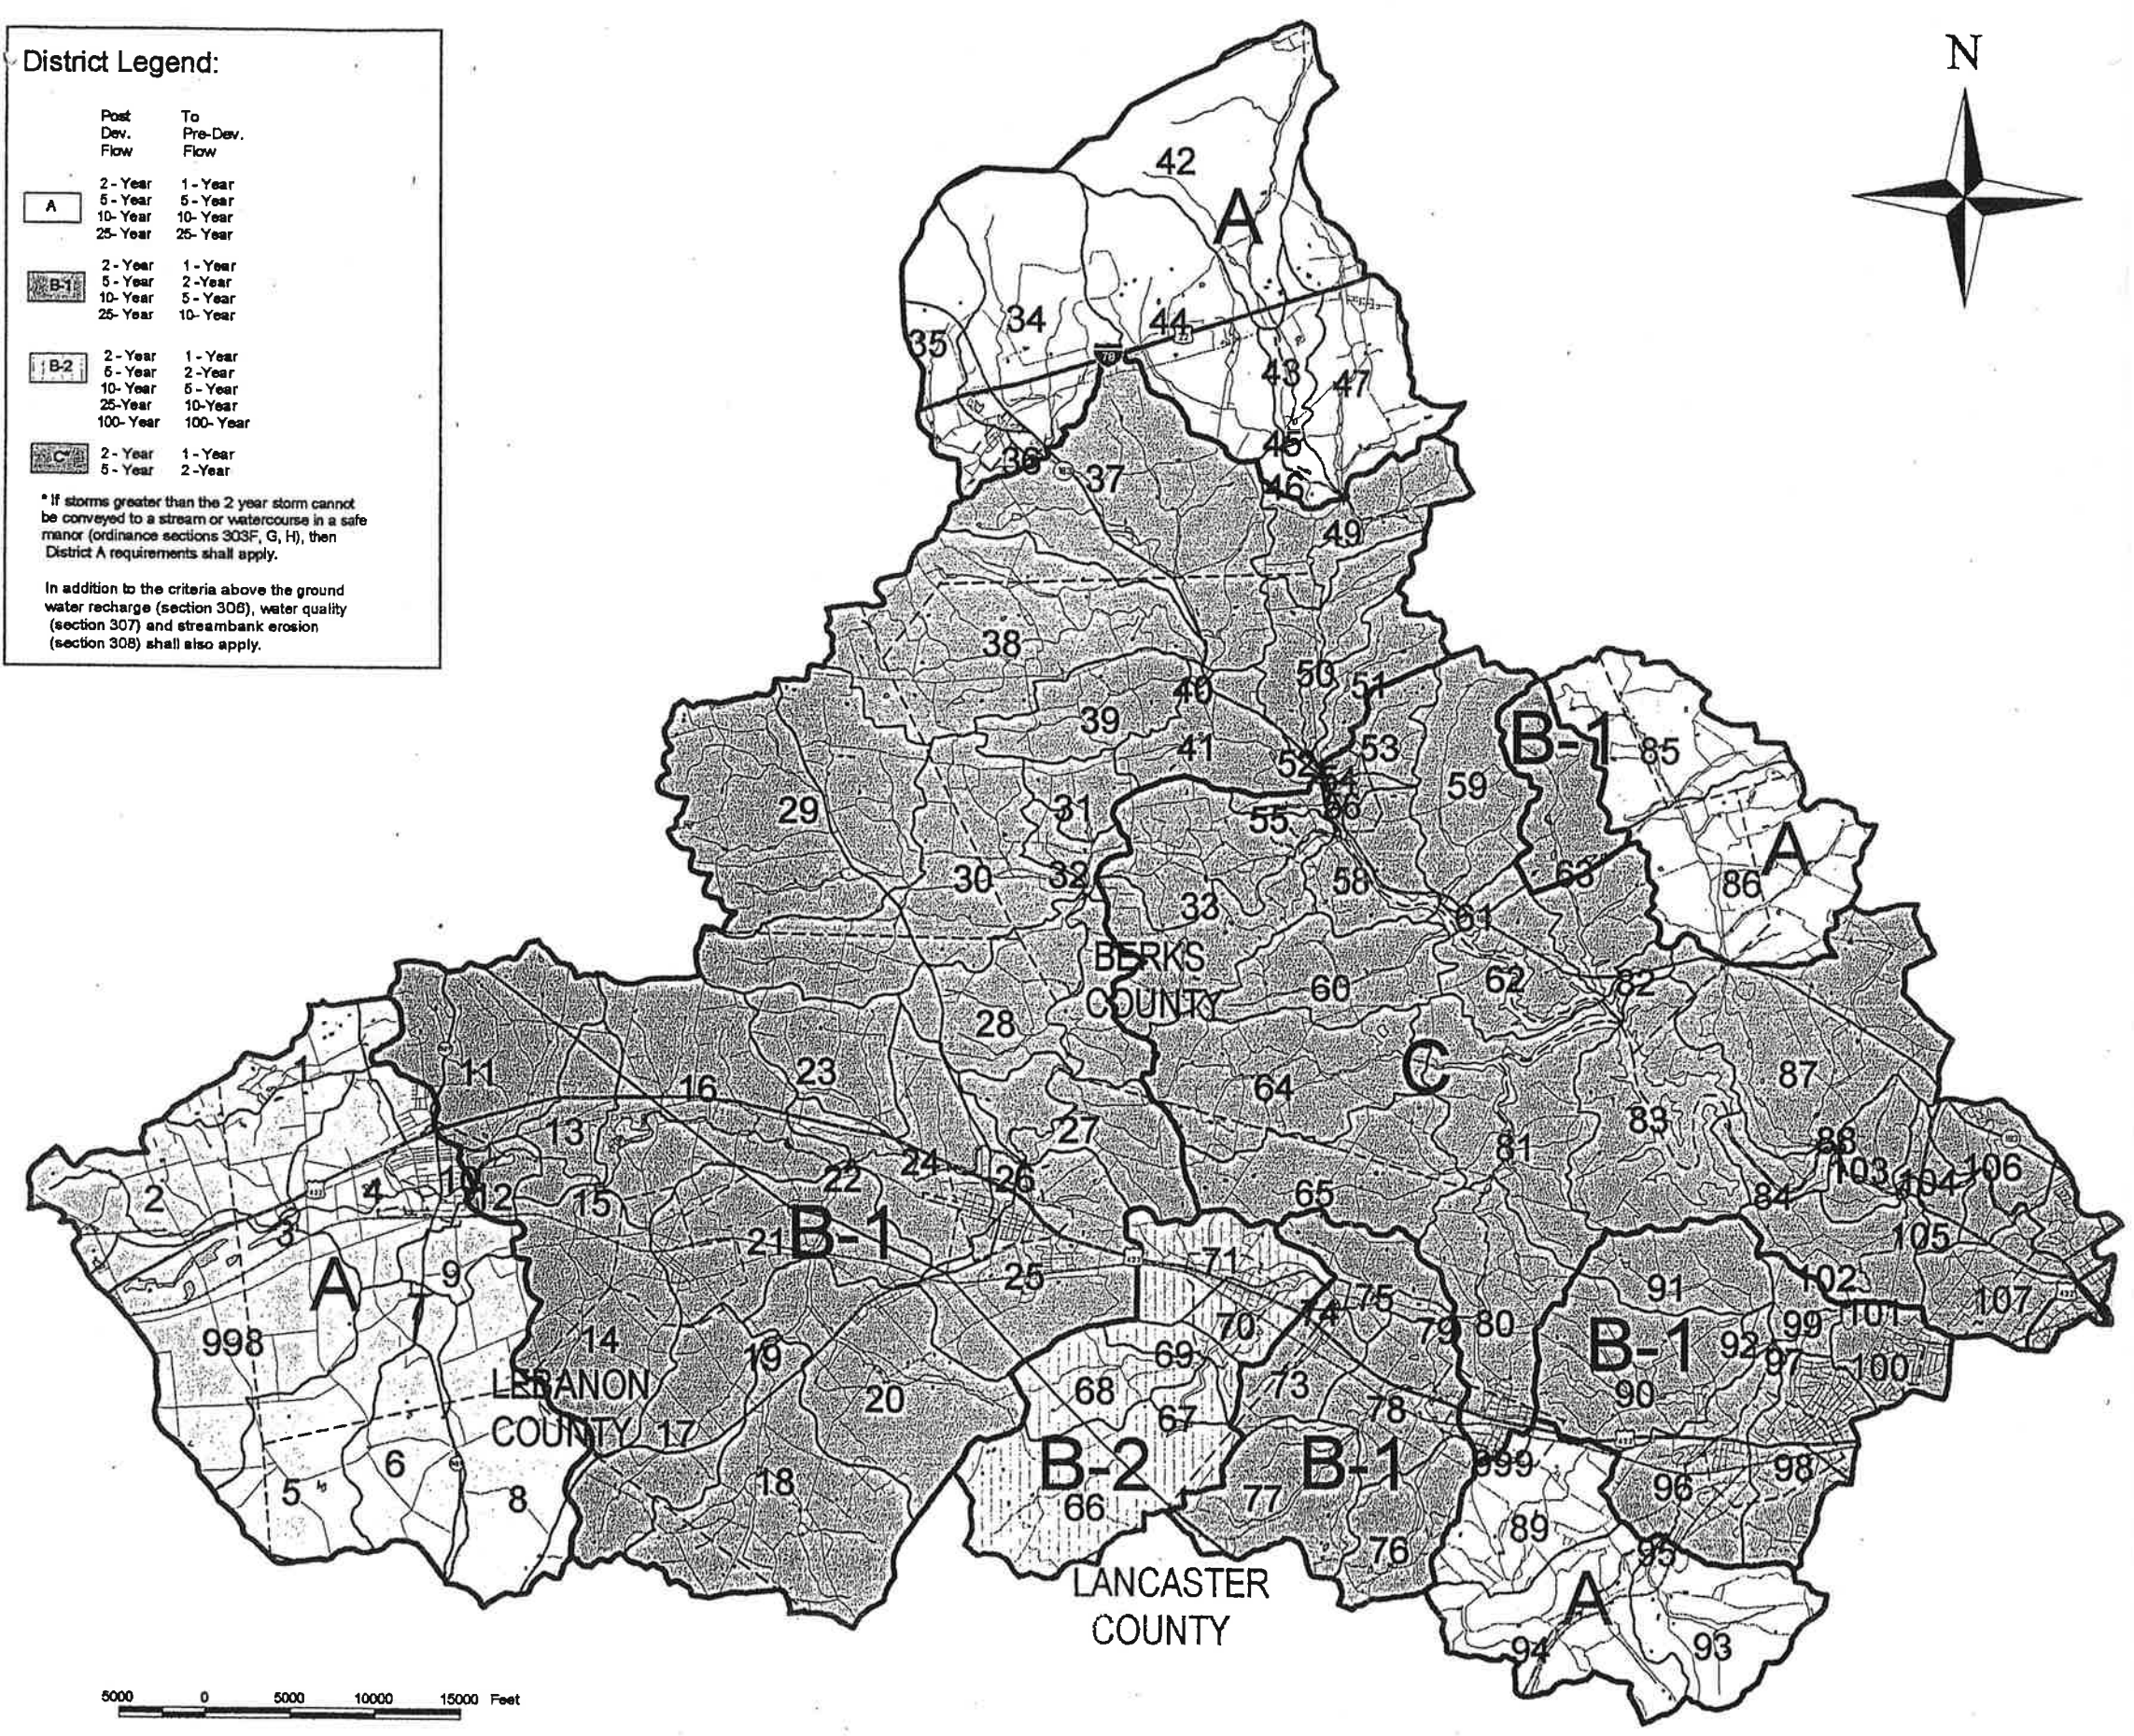 District Legend:
Post To
Dev. Pre-Dev.
Flow Flow
A
2 - Year 1 - Year
5 - Year 5 - Year
10- Year 10- Year
25- Year 25- Year
B-1
2 - Year 1 - Year
5 - Year 2 -Year
10- Year 5 - Year
25- Year 10- Year
B-2
2 - Year 1 - Year
5 - Year 2 -Year
10- Year 5 - Year
25-Year 10-Year
100- Year 100- Year
C*
2 - Year 1 - Year
5 - Year 2 -Year
* If storms greater than the 2 year storm cannot
be conveyed to a stream or watercourse in a safe
manor (ordinance sections 303F, G, H), then
District A requirements shall apply.
In addition to the criteria above the ground
water recharge (section 306), water quality
(section 307) and streambank erosion
(section 308) shall also apply.
N
42
A
34
44
22
35
78
43
47
45
36
183
37
46
49
38
50
51
40
39
41
B-1
85
52
53
59
29
31
55
56
A
30
32
58
63
86
33
61
BERKS
COUNTY
60
62
82
28
1
11
23
16
64
C
87
27
13
83
81
88
24
26
103
104
106
2
4
10
12
15
22
65
84
3
21
B-1
105
71
25
9
A
7
91
102
75
107
998
14
74
70
79
80
B-1
99
101
92
97
100
19
69
LEBANON
COUNTY
20
68
73
90
67
78
17
6
B-2
B-1
999
96
98
5
8
18
66
77
89
76
95
LANCASTER
COUNTY
A
94
93
5000 0 5000 10000 15000 Feet